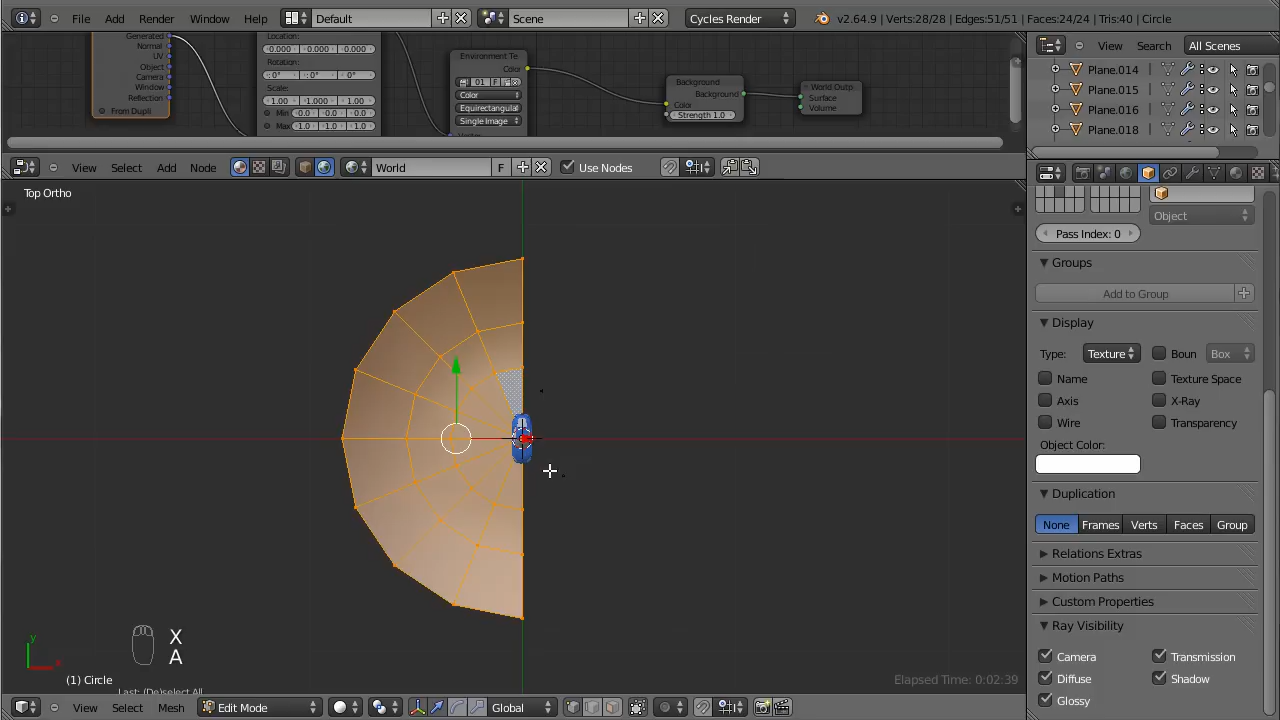 File Add Render Window Help Default Scene Cycles Render v2.64.9 | Verts:28/28 | Edges:51/51 | Faces:24/24 | Tris:40 | Circle
Generated
Normal
UV
Object
Camera
Window
Reflection
From Dupli
Location:
0.000 0.000 0.000
Rotation:
0° 0° 0°
Scale:
1.00 1.000 1.00
Min 0.0 0.0 0.0
Max 1.0 1.0 1.0
Environment Te
Color
.01 F
Color
Equirectangular
Single Image
Background
Background
Color
Strength 1.0
World Outp
Surface
Volume
View Search All Scenes
Plane.014
Plane.015
Plane.016
Plane.018
View Select Add Node World F Use Nodes
Top Ortho
Object
Pass Index: 0
Groups
Add to Group
Display
Type: Texture Boun Box
Name Texture Space
Axis X-Ray
Wire Transparency
Object Color:
Duplication
None Frames Verts Faces Group
Relations Extras
Motion Paths
Custom Properties
Ray Visibility
Camera Transmission
Diffuse Shadow
Glossy
X
A
y
x
(1) Circle
Last: (De)select All
Elapsed Time: 0:02:39
View Select Mesh Edit Mode Global